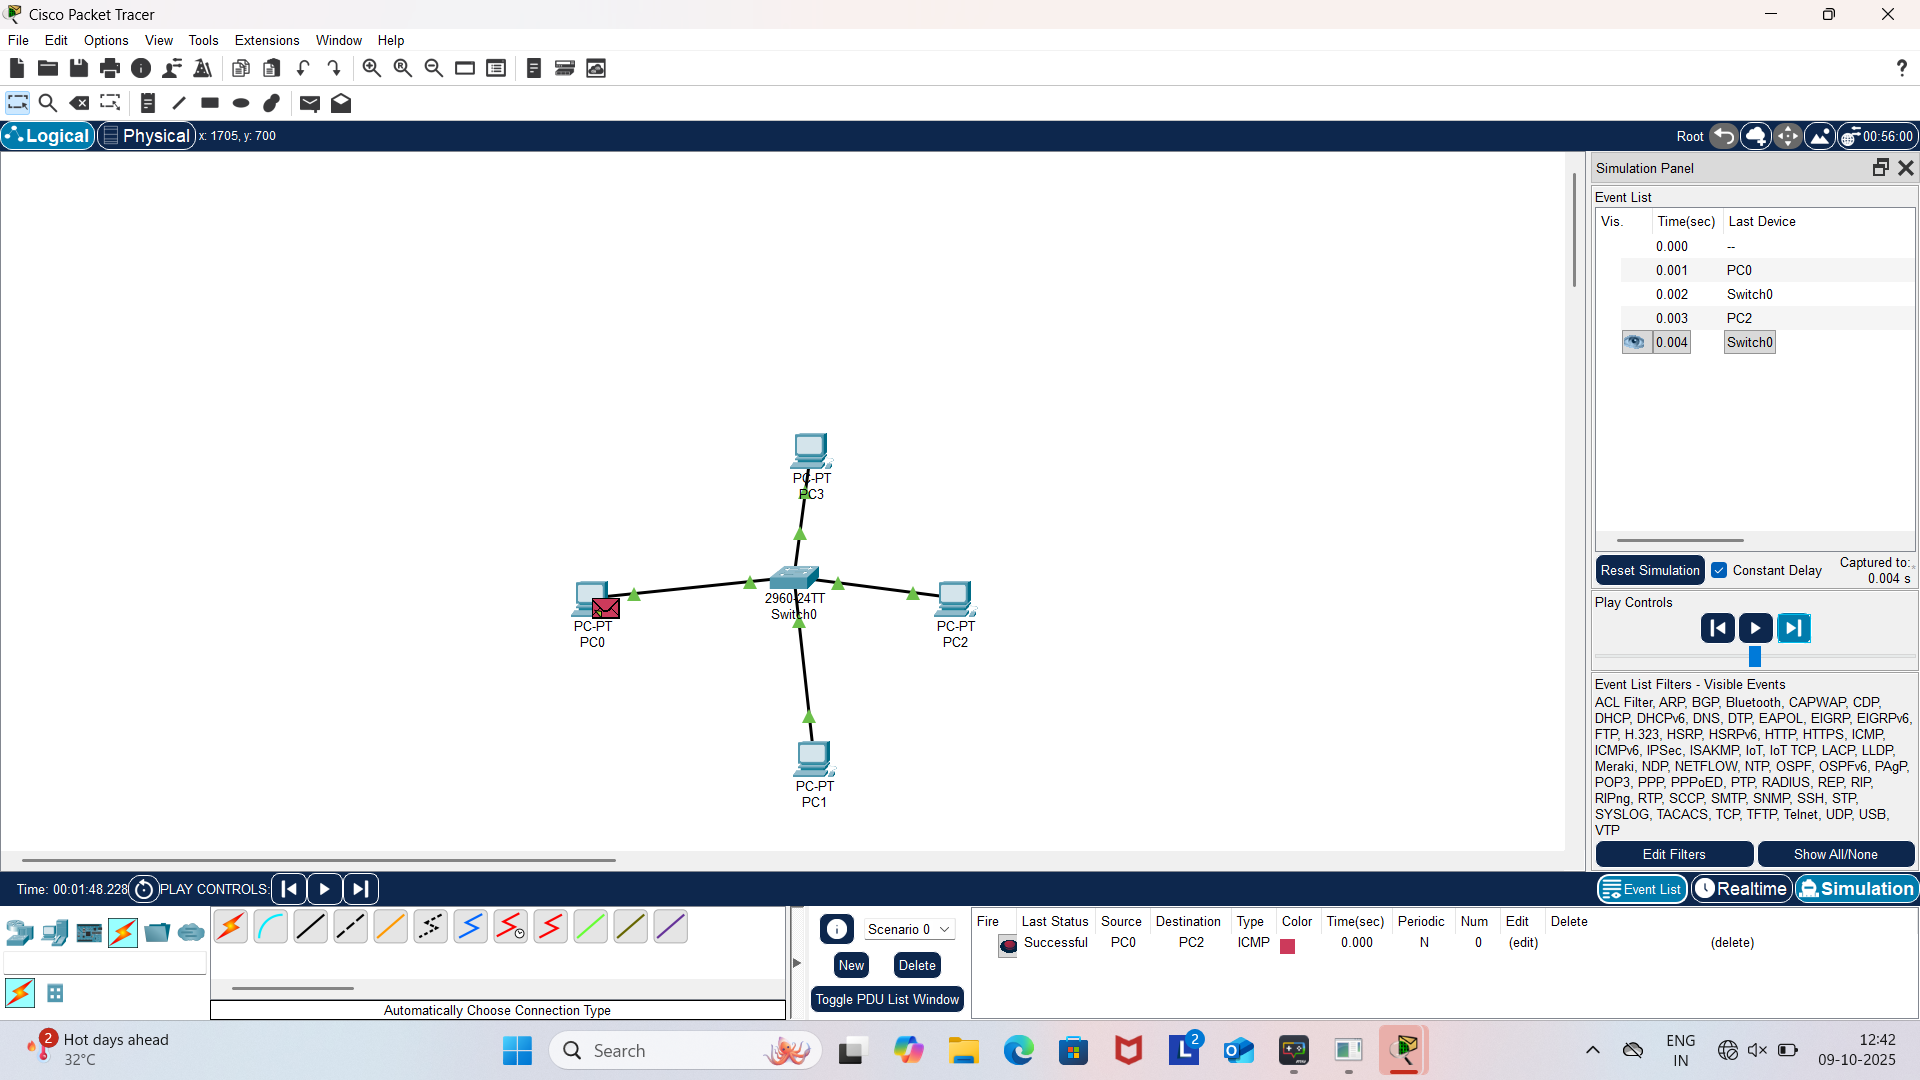 Cisco Packet Tracer
File Edit Options View Tools Extensions Window Help
?
Logical Physical x: 1705, y: 700
Root 00:56:00
Simulation Panel
Event List
Vis. Time(sec) Last Device
0.000 --
0.001 PC0
0.002 Switch0
0.003 PC2
0.004 Switch0
Reset Simulation Constant Delay Captured to:
0.004 s
Play Controls
Event List Filters - Visible Events
ACL Filter, ARP, BGP, Bluetooth, CAPWAP, CDP,
DHCP, DHCPv6, DNS, DTP, EAPOL, EIGRP, EIGRPv6,
FTP, H.323, HSRP, HSRPv6, HTTP, HTTPS, ICMP,
ICMPv6, IPSec, ISAKMP, IoT, IoT TCP, LACP, LLDP,
Meraki, NDP, NETFLOW, NTP, OSPF, OSPFv6, PAgP,
POP3, PPP, PPPoED, PTP, RADIUS, REP, RIP,
RIPng, RTP, SCCP, SMTP, SNMP, SSH, STP,
SYSLOG, TACACS, TCP, TFTP, Telnet, UDP, USB,
VTP
Edit Filters Show All/None
PC-PT
PC3
2960-24TT
Switch0
PC-PT
PC0
PC-PT
PC2
PC-PT
PC1
Time: 00:01:48.228 PLAY CONTROLS:
Event List Realtime Simulation
Automatically Choose Connection Type
Scenario 0
New Delete
Toggle PDU List Window
Fire Last Status Source Destination Type Color Time(sec) Periodic Num Edit Delete
Successful PC0 PC2 ICMP 0.000 N 0 (edit) (delete)
2
Hot days ahead
32°C
Search
L 2
ENG
IN
12:42
09-10-2025